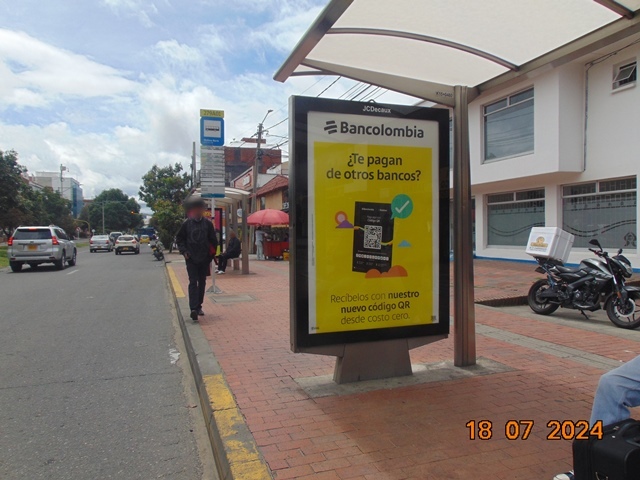 JCDecaux
Bancolombia
¿Te pagan
de otros bancos?
Recíbelos con nuestro
nuevo código QR
desde costo cero.
18 07 2024